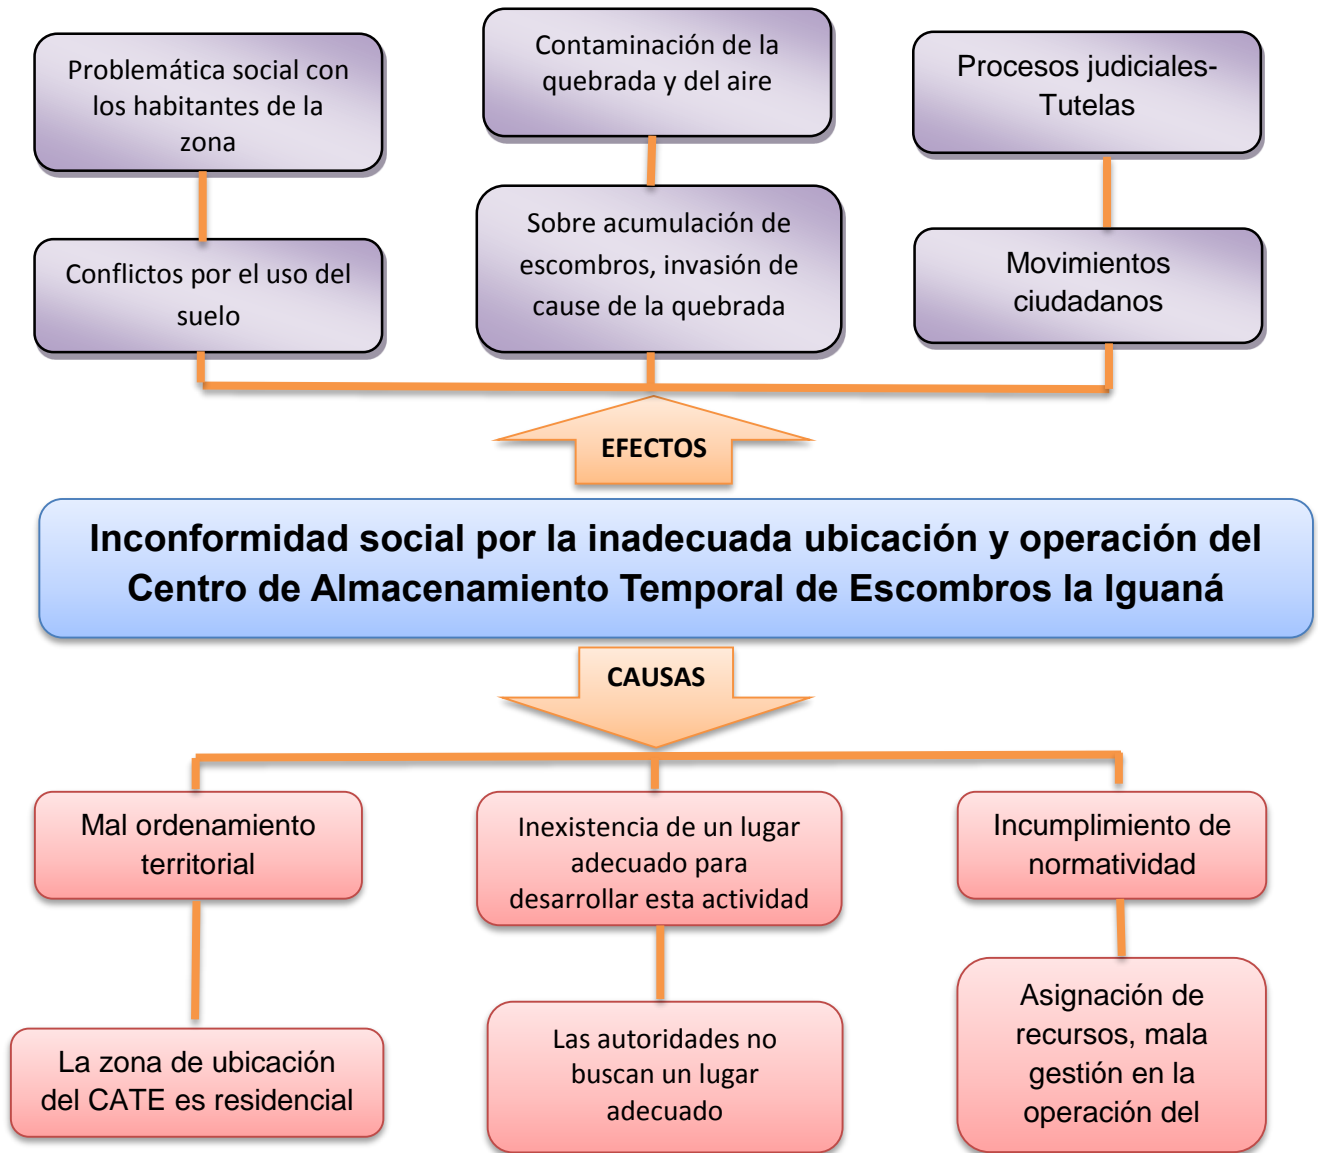 Problemática social con
los habitantes de la
zona
Contaminación de la
quebrada y del aire
Procesos judiciales-
Tutelas
Conflictos por el uso del
suelo
Sobre acumulación de
escombros, invasión de
cause de la quebrada
Movimientos
ciudadanos
EFECTOS
Inconformidad social por la inadecuada ubicación y operación del
Centro de Almacenamiento Temporal de Escombros la Iguaná
CAUSAS
Mal ordenamiento
territorial
Inexistencia de un lugar
adecuado para
desarrollar esta actividad
Incumplimiento de
normatividad
La zona de ubicación
del CATE es residencial
Las autoridades no
buscan un lugar
adecuado
Asignación de
recursos, mala
gestión en la
operación del